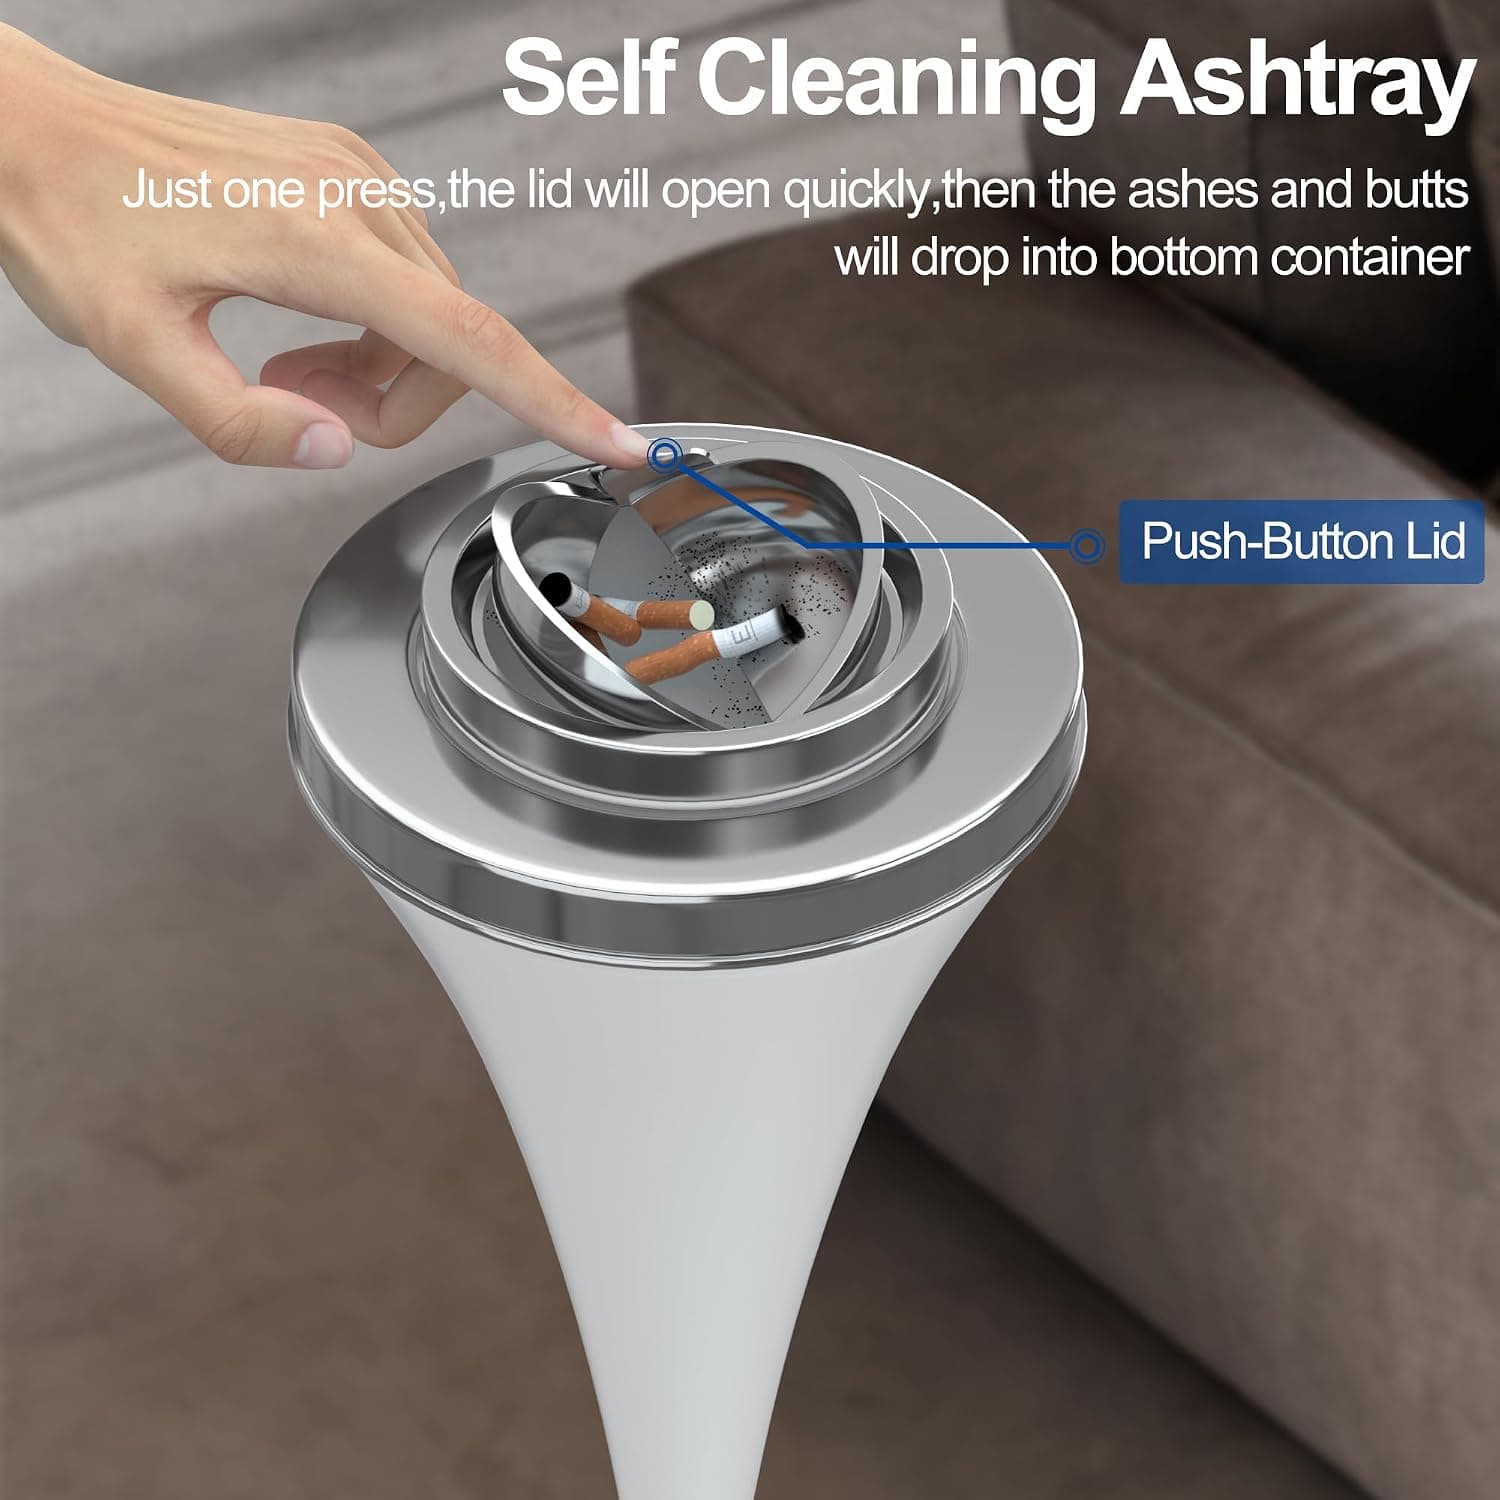 Self Cleaning Ashtray
Just one press,the lid will open quickly,then the ashes and butts
will drop into bottom container
Push-Button Lid